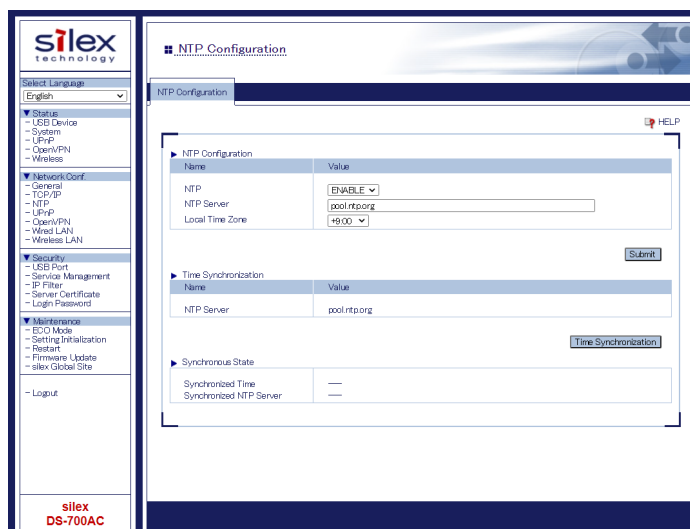 silex
technology
Select Language
English
▼ Status
- USB Device
- System
- UPnP
- OpenVPN
- Wireless
▼ Network Conf.
- General
- TCP/IP
- NTP
- UPnP
- OpenVPN
- Wired LAN
- Wireless LAN
▼ Security
- USB Port
- Service Management
- IP Filter
- Server Certificate
- Login Password
▼ Maintenance
- ECO Mode
- Setting Initialization
- Restart
- Firmware Update
- silex Global Site
- Logout
silex
DS-700AC
NTP Configuration
NTP Configuration
HELP
NTP Configuration
Name Value
NTP ENABLE
NTP Server pool.ntp.org
Local Time Zone +9:00
Submit
Time Synchronization
Name Value
NTP Server pool.ntp.org
Time Synchronization
Synchronous State
Synchronized Time ----
Synchronized NTP Server ----